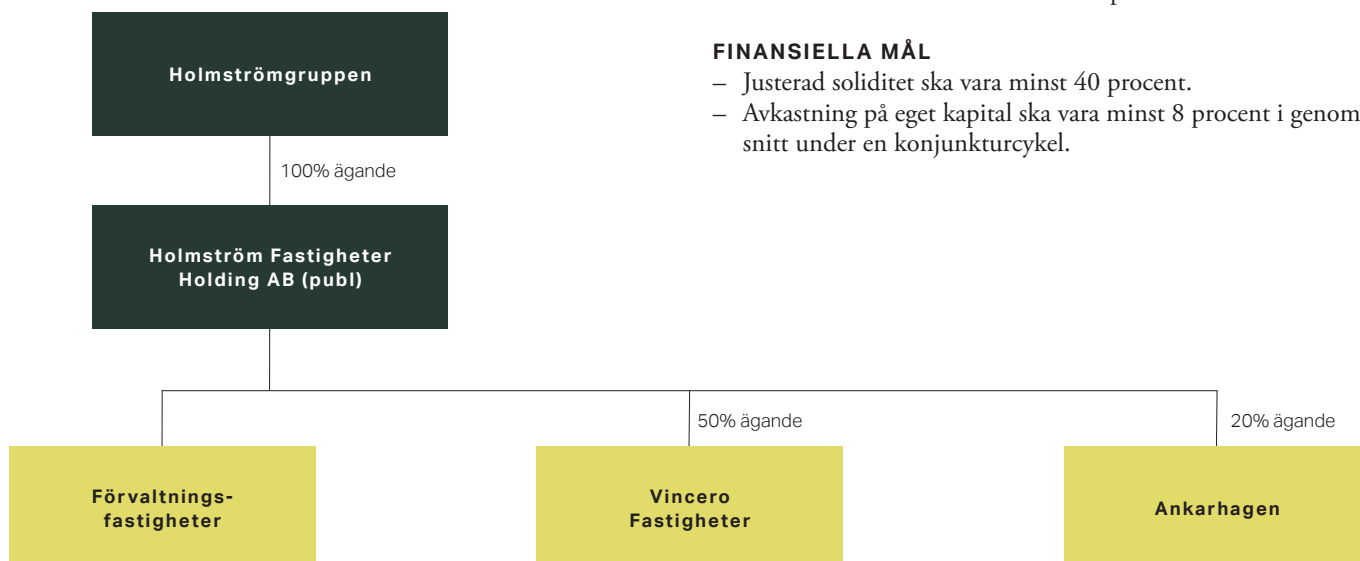 Holmströmgruppen
100% ägande
Holmström Fastigheter
Holding AB (publ)
50% ägande
20% ägande
Förvaltnings-
fastigheter
Vincero
Fastigheter
Ankarhagen
FINANSIELLA MÅL
– Justerad soliditet ska vara minst 40 procent.
– Avkastning på eget kapital ska vara minst 8 procent i genom
snitt under en konjunkturcykel.